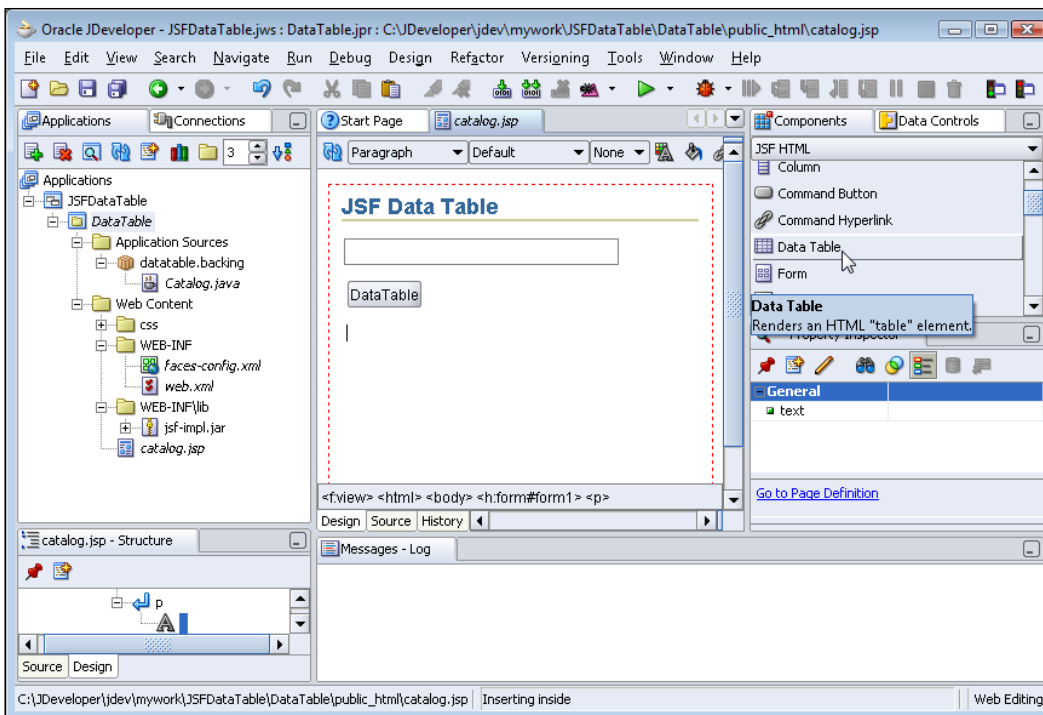 Oracle JDeveloper - JSFDataTable.jws : DataTable.jpr : C:\JDeveloper\jdev\mywork\JSFDataTable\DataTable\public_html\catalog.jsp
File Edit View Search Navigate Run Debug Design Refactor Versioning Tools Window Help
Applications Connections
3
Applications
JSFDataTable
DataTable
Application Sources
datatable.backing
Catalog.java
Web Content
css
WEB-INF
faces-config.xml
web.xml
WEB-INF\lib
jsf-impl.jar
catalog.jsp
Start Page catalog.jsp
Paragraph Default None
JSF Data Table
DataTable
<f:view> <html> <body> <h:form#form1> <p>
Design Source History
Components Data Controls
JSF HTML
Column
Command Button
Command Hyperlink
Data Table
Form
Data Table
Renders an HTML "table" element.
Property Inspector
General
text
Go to Page Definition
catalog.jsp - Structure
p
Source Design
Messages - Log
C:\JDeveloper\jdev\mywork\JSFDataTable\DataTable\public_html\catalog.jsp Inserting inside Web Editing